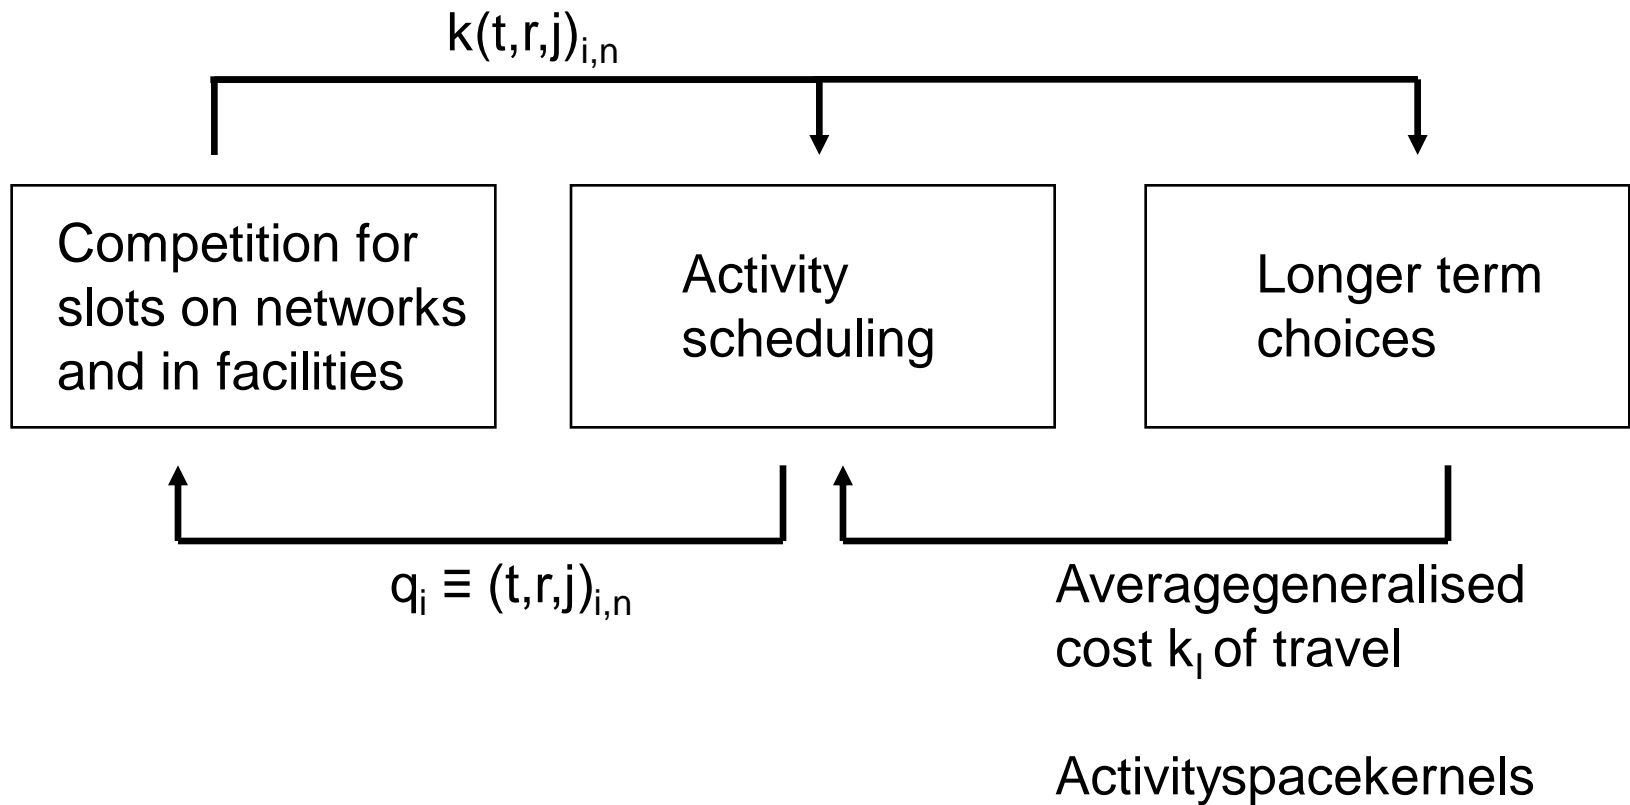 k(t,r,j)i,n
Competition for
slots on networks
and in facilities
Activity
scheduling
Longer term
choices
qi ≡ (t,r,j)i,n
Averagegeneralised
cost kl of travel
Activityspacekernels